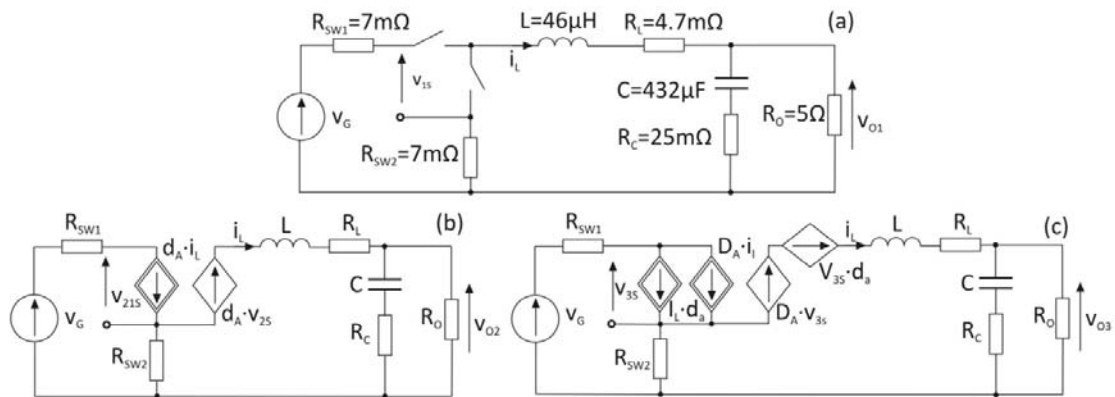 (a)
R_SW1=7mΩ
L=46μH
R_L=4.7mΩ
i_L
v_1S
C=432μF
v_G
R_O=5Ω
v_O1
R_C=25mΩ
R_SW2=7mΩ
(b)
R_SW1
d_A·i_L
i_L
L
R_L
v_21S
C
v_G
d_A·v_2S
R_O
v_O2
R_C
R_SW2
(c)
R_SW1
D_A·i_l
i_L
L
R_L
V_3S·d_a
v_3S
C
v_G
I_L·d_a
D_A·v_3s
R_O
v_O3
R_C
R_SW2